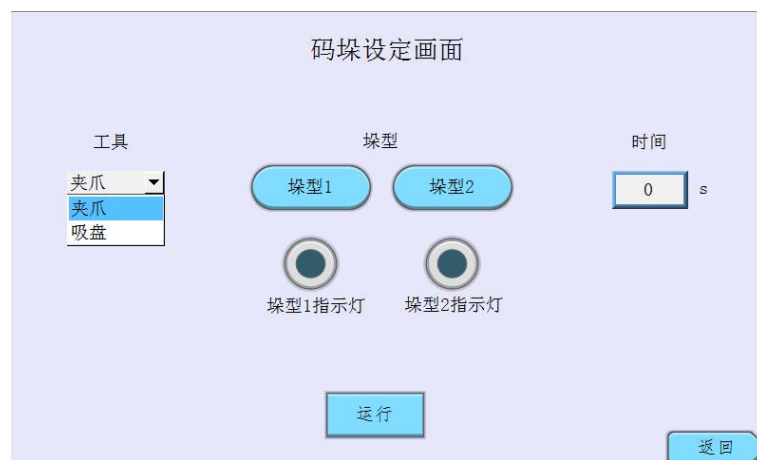 码垛设定画面
工具
垛型
时间
夹爪
垛型1
垛型2
0
s
夹爪
吸盘
垛型1指示灯
垛型2指示灯
运行
返回